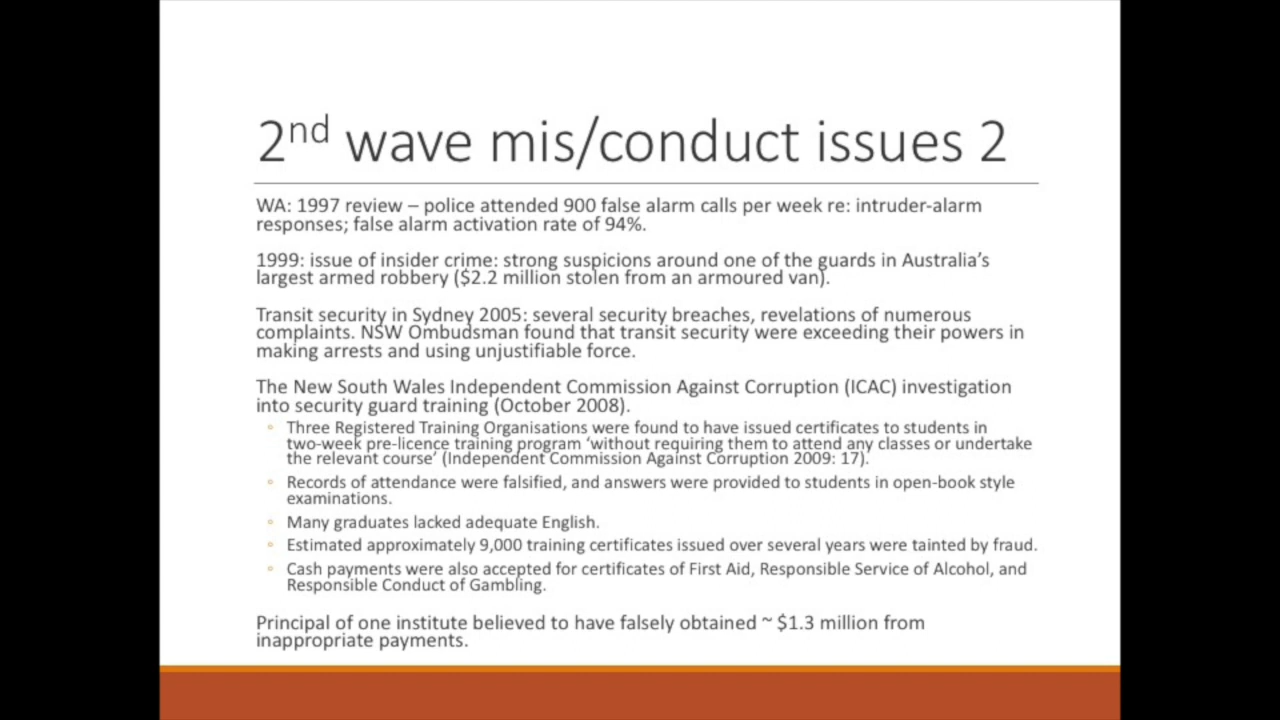 2nd wave mis/conduct issues 2
WA: 1997 review – police attended 900 false alarm calls per week re: intruder-alarm
responses; false alarm activation rate of 94%.
1999: issue of insider crime: strong suspicions around one of the guards in Australia’s
largest armed robbery ($2.2 million stolen from an armoured van).
Transit security in Sydney 2005: several security breaches, revelations of numerous
complaints. NSW Ombudsman found that transit security were exceeding their powers in
making arrests and using unjustifiable force.
The New South Wales Independent Commission Against Corruption (ICAC) investigation
into security guard training (October 2008).
◦ Three Registered Training Organisations were found to have issued certificates to students in
two-week pre-licence training program ‘without requiring them to attend any classes or undertake
the relevant course’ (Independent Commission Against Corruption 2009: 17).
◦ Records of attendance were falsified, and answers were provided to students in open-book style
examinations.
◦ Many graduates lacked adequate English.
◦ Estimated approximately 9,000 training certificates issued over several years were tainted by fraud.
◦ Cash payments were also accepted for certificates of First Aid, Responsible Service of Alcohol, and
Responsible Conduct of Gambling.
Principal of one institute believed to have falsely obtained ~ $1.3 million from
inappropriate payments.